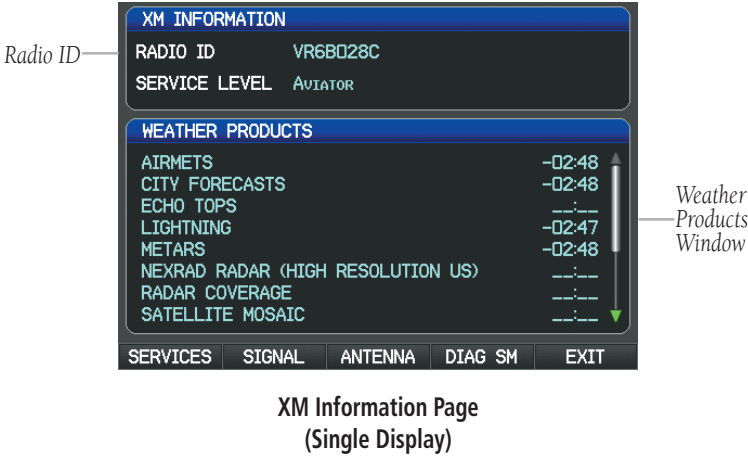 XM INFORMATION
Radio ID
RADIO ID VR6BD28C
SERVICE LEVEL AVIATOR
WEATHER PRODUCTS
AIRMETS -02:48
CITY FORECASTS -02:48
ECHO TOPS __:__
LIGHTNING -02:47
METARS -02:48
NEXRAD RADAR (HIGH RESOLUTION US) __:__
RADAR COVERAGE __:__
SATELLITE MOSAIC __:__
Weather
Products
Window
SERVICES SIGNAL ANTENNA DIAG SM EXIT
XM Information Page
(Single Display)